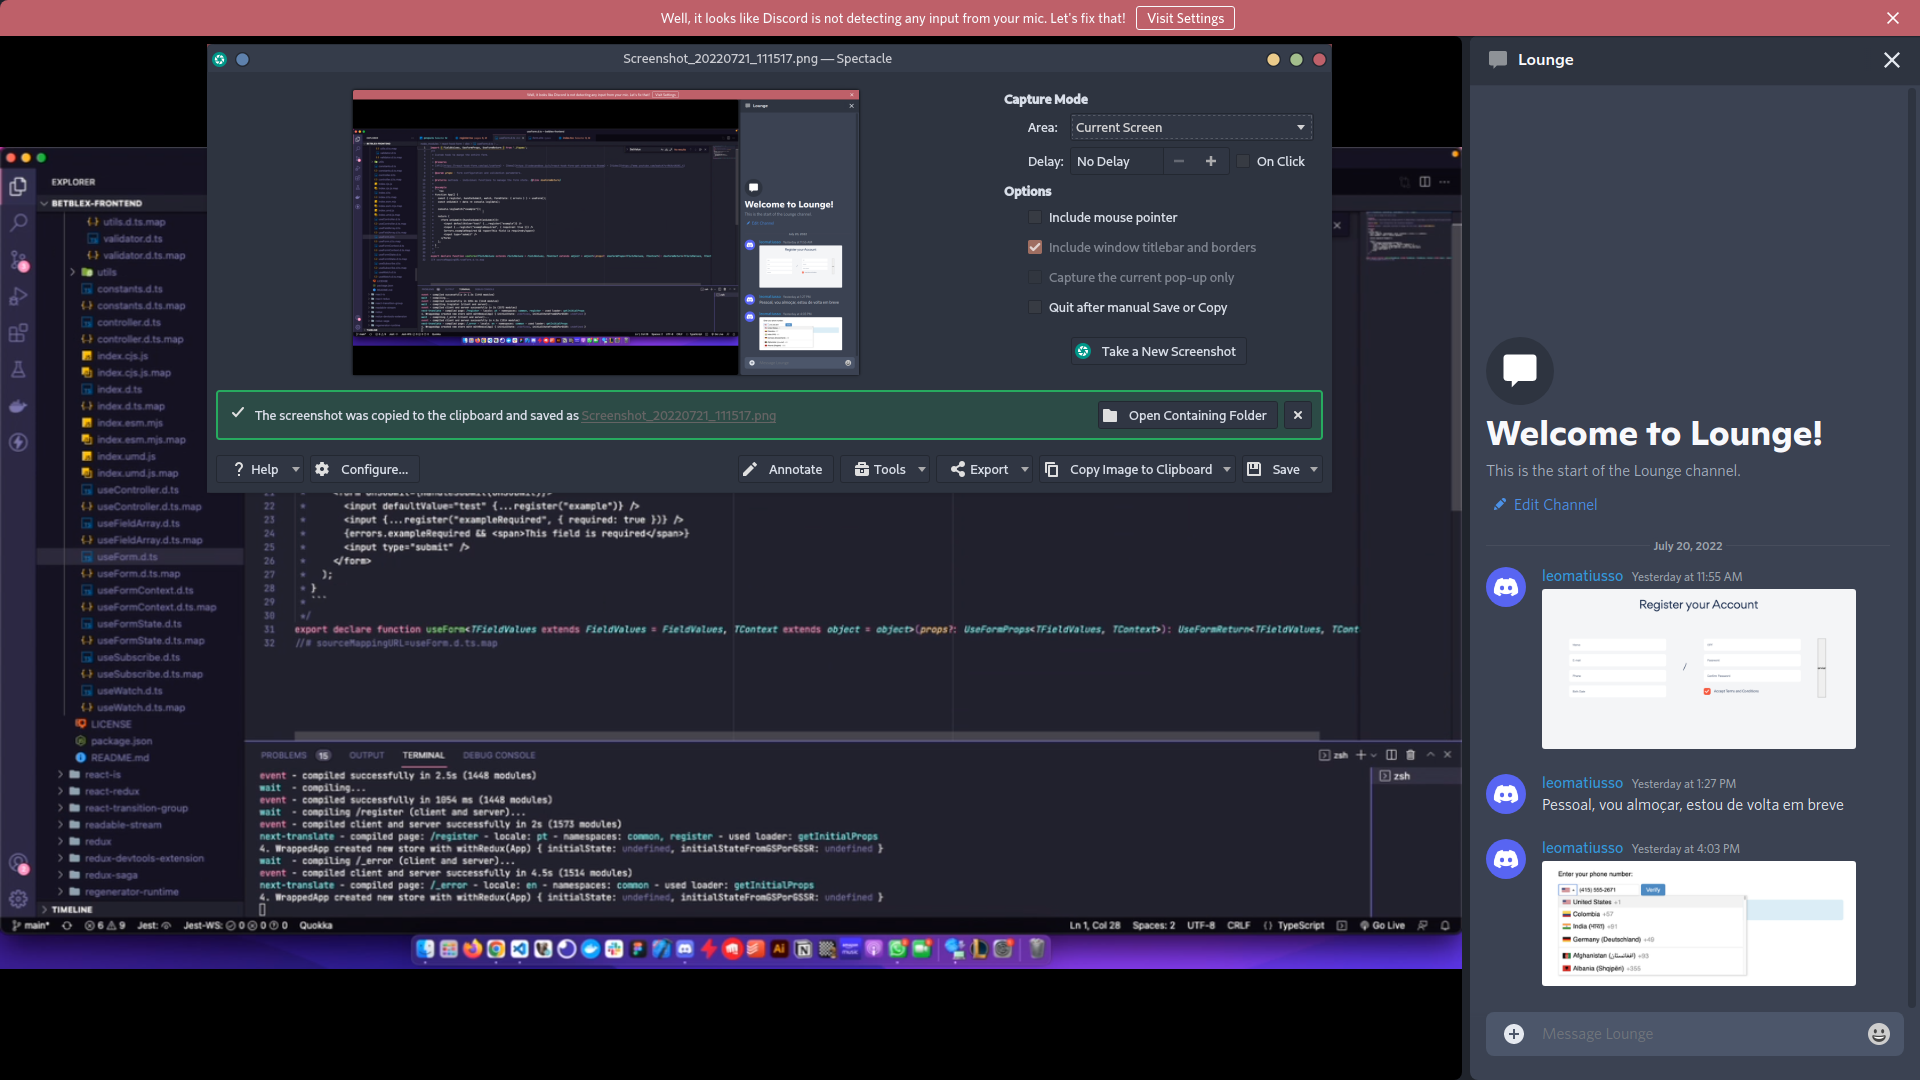 Well, it looks like Discord is not detecting any input from your mic. Let's fix that!
Visit Settings
Screenshot_20220721_111517.png — Spectacle
Capture Mode
Area:
Current Screen
Delay:
No Delay
On Click
Options
Include mouse pointer
Include window titlebar and borders
Capture the current pop-up only
Quit after manual Save or Copy
Take a New Screenshot
The screenshot was copied to the clipboard and saved as Screenshot_20220721_111517.png
Open Containing Folder
Help
Configure...
Annotate
Tools
Export
Copy Image to Clipboard
Save
EXPLORER
BETBLEX-FRONTEND
utils.d.ts.map
validator.d.ts
validator.d.ts.map
utils
constants.d.ts
constants.d.ts.map
controller.d.ts
controller.d.ts.map
index.cjs.js
index.cjs.js.map
index.d.ts
index.d.ts.map
index.esm.mjs
index.esm.mjs.map
index.umd.js
index.umd.js.map
useController.d.ts
useController.d.ts.map
useFieldArray.d.ts
useFieldArray.d.ts.map
useForm.d.ts
useForm.d.ts.map
useFormContext.d.ts
useFormContext.d.ts.map
useFormState.d.ts
useFormState.d.ts.map
useSubscribe.d.ts
useSubscribe.d.ts.map
useWatch.d.ts
useWatch.d.ts.map
LICENSE
package.json
README.md
react-is
react-redux
react-transition-group
readable-stream
redux
redux-devtools-extension
redux-saga
regenerator-runtime
TIMELINE
22 * <input defaultValue="test" {...register("example")} />
23 * <input {...register("exampleRequired", { required: true })} />
24 * {errors.exampleRequired && <span>This field is required</span>}
25 * <input type="submit" />
26 * </form>
27 * );
28 * }
29 * ```
30 */
31 export declare function useForm<TFieldValues extends FieldValues = FieldValues, TContext extends object = object>(props?: UseFormProps<TFieldValues, TContext>): UseFormReturn<TFieldValues, TCont
32 //# sourceMappingURL=useForm.d.ts.map
PROBLEMS 15 OUTPUT TERMINAL DEBUG CONSOLE
zsh
zsh
event - compiled successfully in 2.5s (1448 modules)
wait - compiling...
event - compiled successfully in 1054 ms (1448 modules)
wait - compiling /register (client and server)...
event - compiled client and server successfully in 2s (1573 modules)
next-translate - compiled page: /register - locale: pt - namespaces: common, register - used loader: getInitialProps
4. WrappedApp created new store with withRedux(App) { initialState: undefined, initialStateFromGSPorGSSR: undefined }
wait - compiling /_error (client and server)...
event - compiled client and server successfully in 4.5s (1514 modules)
next-translate - compiled page: /_error - locale: en - namespaces: common - used loader: getInitialProps
4. WrappedApp created new store with withRedux(App) { initialState: undefined, initialStateFromGSPorGSSR: undefined }
main* 6 9 Jest: Jest-WS: 0 0 0 Quokka
Ln 1, Col 28 Spaces: 2 UTF-8 CRLF TypeScript Go Live
Lounge
Welcome to Lounge!
This is the start of the Lounge channel.
Edit Channel
July 20, 2022
leomatiusso Yesterday at 11:55 AM
Register your Account
Accept Terms and Conditions
leomatiusso Yesterday at 1:27 PM
Pessoal, vou almoçar, estou de volta em breve
leomatiusso Yesterday at 4:03 PM
Enter your phone number:
(415) 555-2671
Verify
United States +1
Colombia +57
India (भारत) +91
Germany (Deutschland) +49
Afghanistan (افغانستان) +93
Albania (Shqipëri) +355
Message Lounge